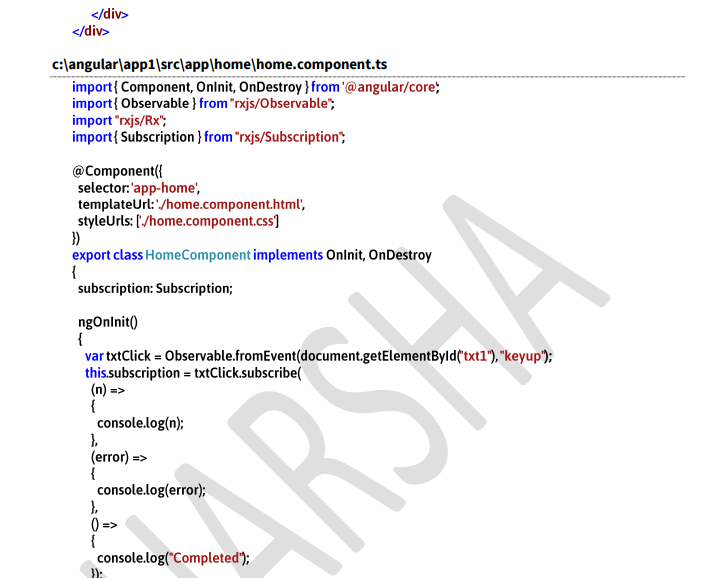 </div>
</div>
c:\angular\app1\src\app\home\home.component.ts
import { Component, OnInit, OnDestroy } from '@angular/core';
import { Observable } from "rxjs/Observable";
import "rxjs/Rx";
import { Subscription } from "rxjs/Subscription";
@Component({
selector: 'app-home',
templateUrl: './home.component.html',
styleUrls: ['./home.component.css']
})
export class HomeComponent implements OnInit, OnDestroy
{
subscription: Subscription;
ngOnInit()
{
var txtClick = Observable.fromEvent(document.getElementById("txt1"), "keyup");
this.subscription = txtClick.subscribe(
(n) =>
{
console.log(n);
},
(error) =>
{
console.log(error);
},
() =>
{
console.log("Completed");
});
HARSHA